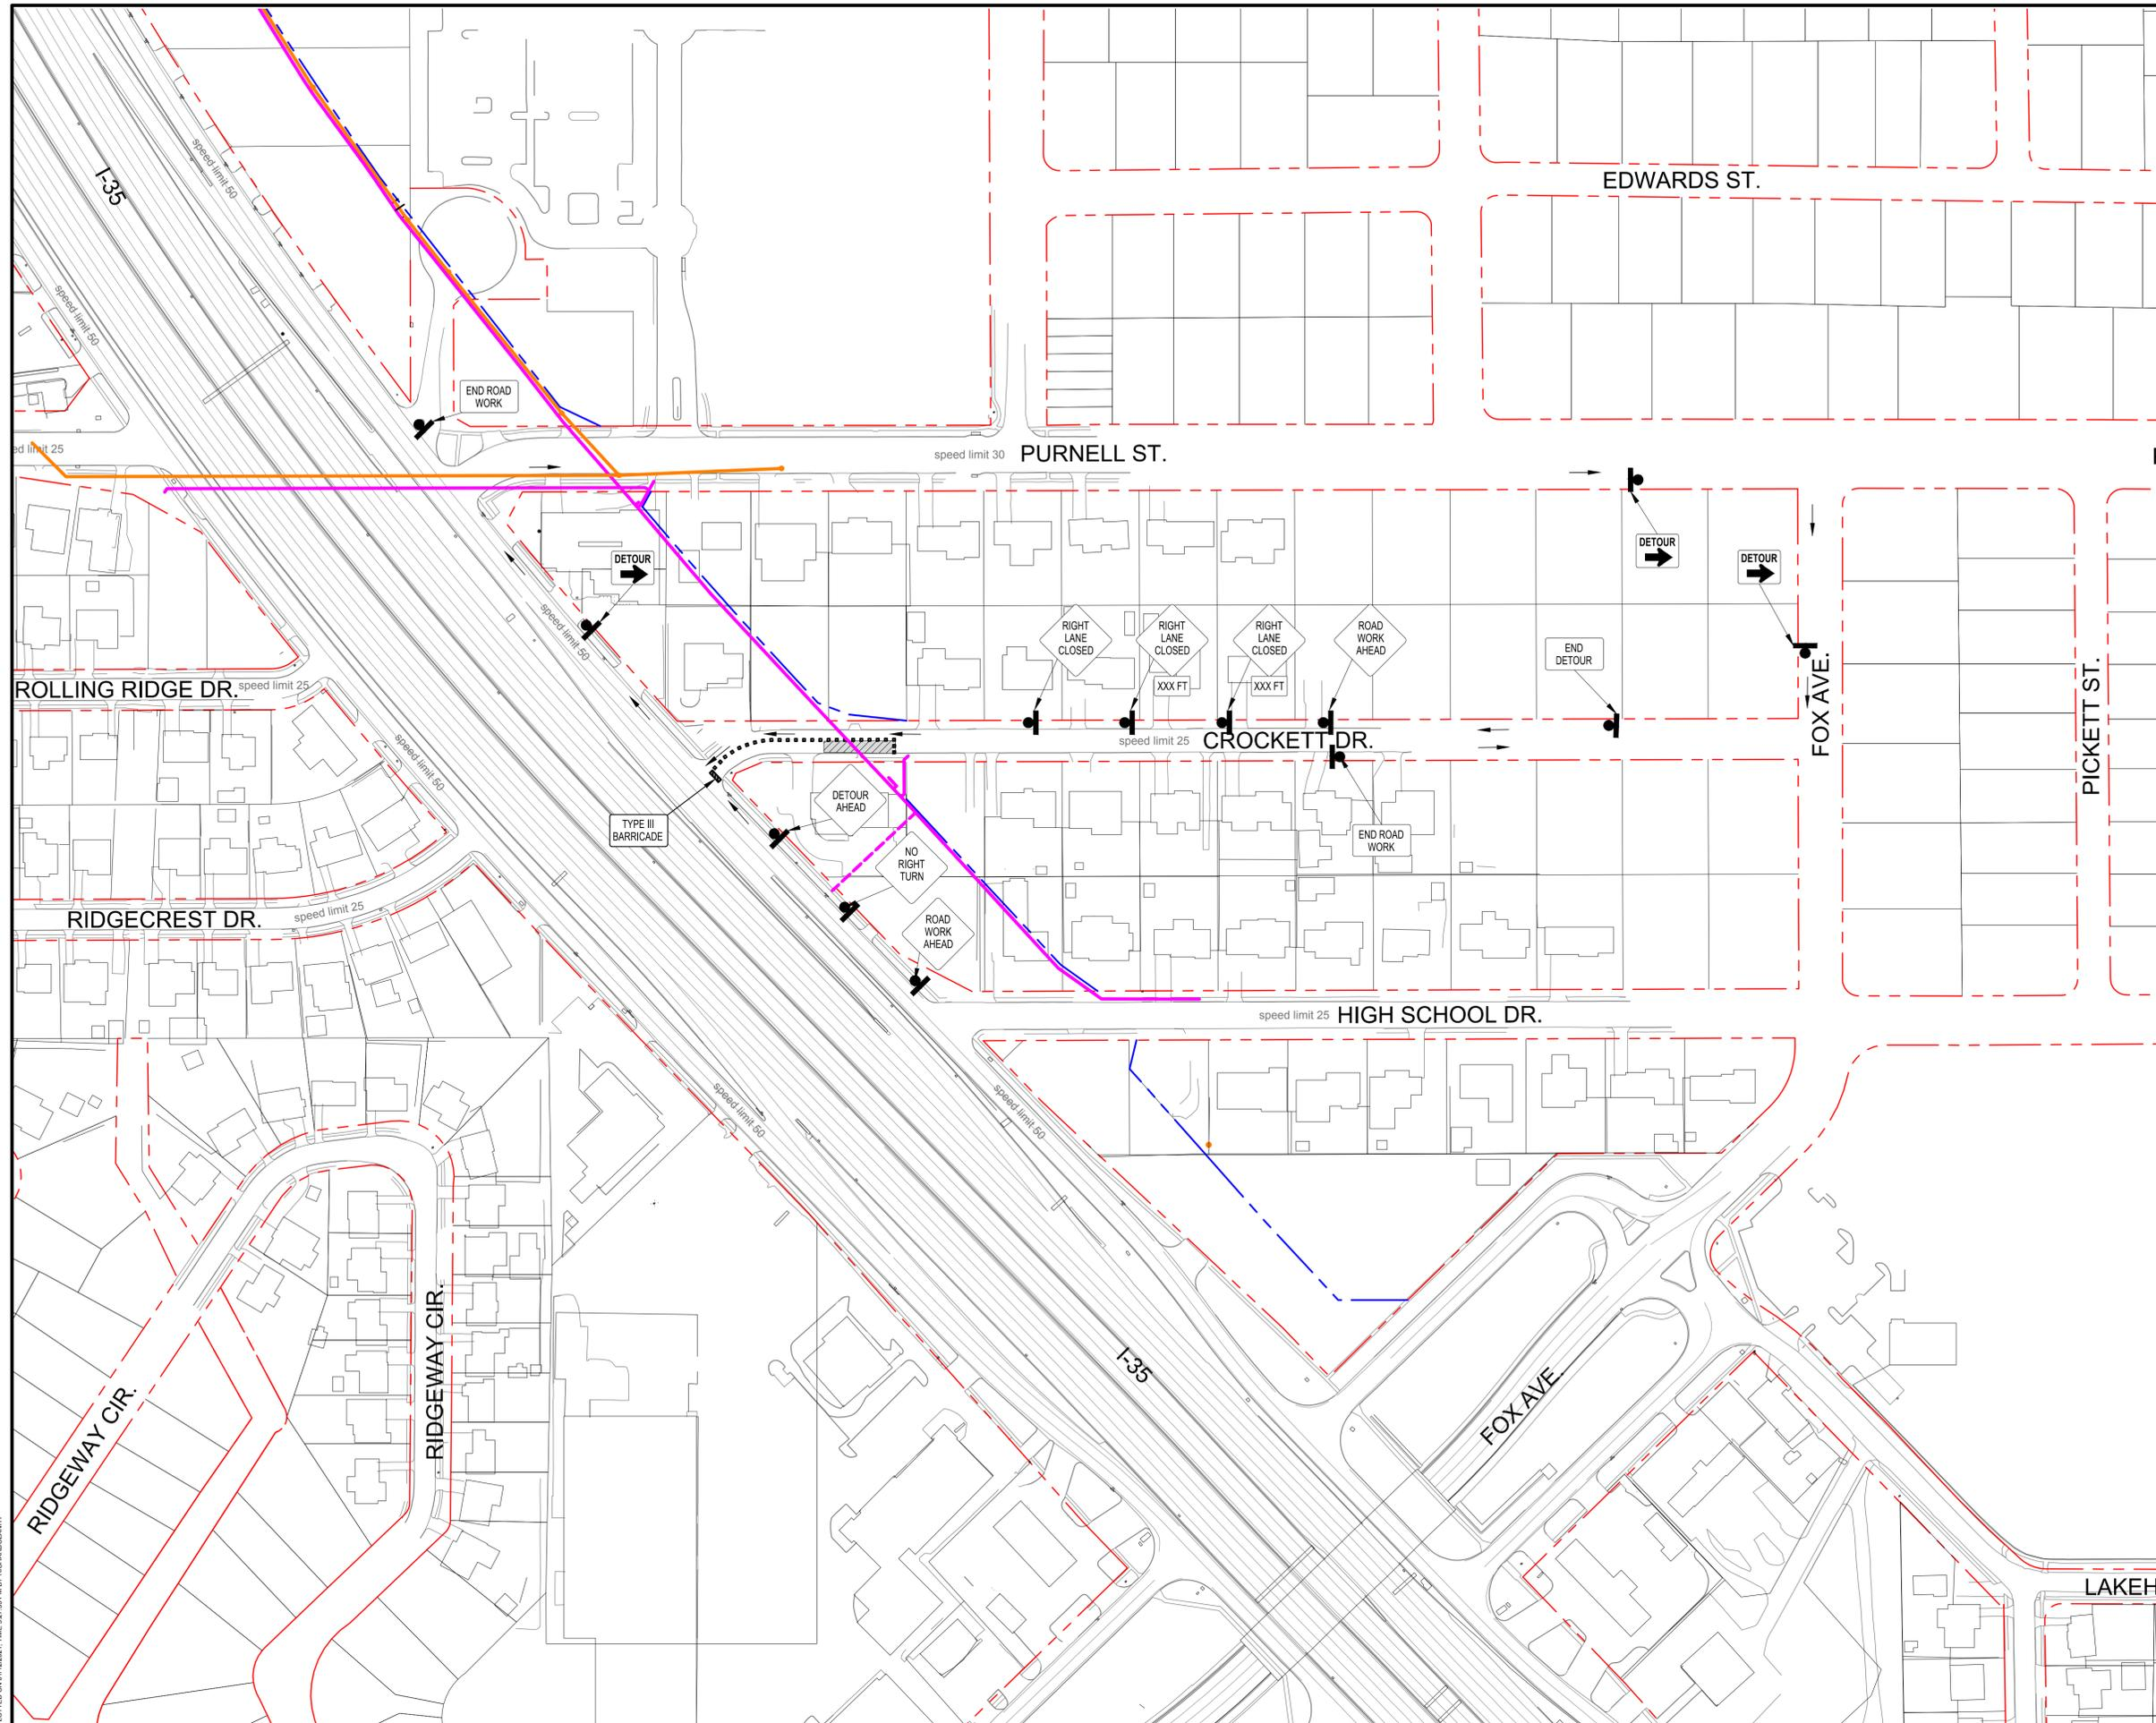 EDWARDS ST.
I-35
speed limit 50
speed limit 50
END ROAD
WORK
speed limit 30
PURNELL ST.
ed limit 25
DETOUR
DETOUR
DETOUR
speed limit 50
RIGHT
LANE
CLOSED
RIGHT
LANE
CLOSED
XXX FT
RIGHT
LANE
CLOSED
XXX FT
ROAD
WORK
AHEAD
END
DETOUR
FOX AVE.
PICKETT ST.
ROLLING RIDGE DR.
speed limit 25
speed limit 50
speed limit 25
CROCKETT DR.
DETOUR
AHEAD
TYPE III
BARRICADE
END ROAD
WORK
NO
RIGHT
TURN
ROAD
WORK
AHEAD
RIDGECREST DR.
speed limit 25
speed limit 25
HIGH SCHOOL DR.
speed limit 50
speed limit 50
I-35
FOX AVE.
RIDGEWAY CIR.
RIDGEWAY CIR.
LAKEH